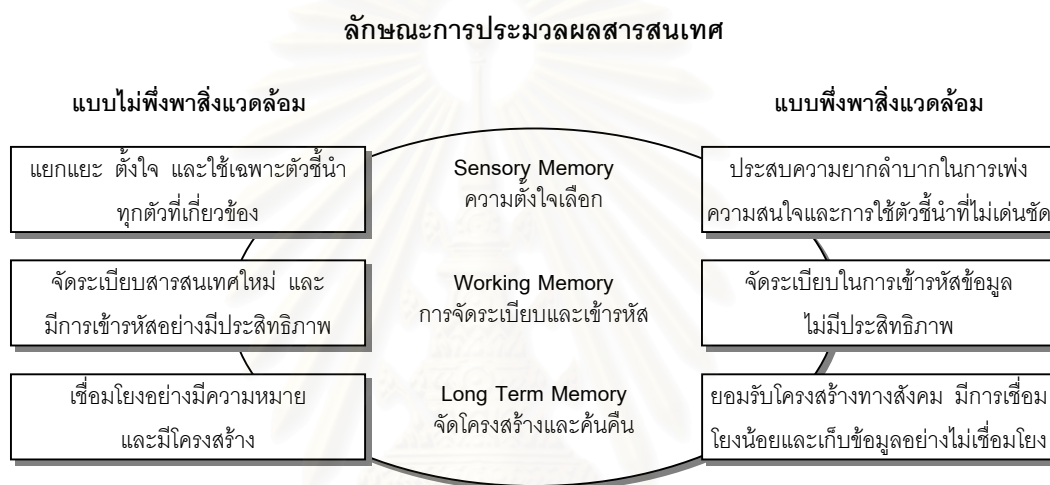 ลักษณะการประมวลผลสารสนเทศ
แบบไม่พึ่งพาสิ่งแวดล้อม
แบบพึ่งพาสิ่งแวดล้อม
แยกแยะ ตั้งใจ และใช้เฉพาะตัวชี้นำ
ทุกตัวที่เกี่ยวข้อง
Sensory Memory
ความตั้งใจเลือก
ประสบความยากลำบากในการเพ่ง
ความสนใจและการใช้ตัวชี้นำที่ไม่เด่นชัด
จัดระเบียบสารสนเทศใหม่ และ
มีการเข้ารหัสอย่างมีประสิทธิภาพ
Working Memory
การจัดระเบียบและเข้ารหัส
จัดระเบียบในการเข้ารหัสข้อมูล
ไม่มีประสิทธิภาพ
เชื่อมโยงอย่างมีความหมาย
และมีโครงสร้าง
Long Term Memory
จัดโครงสร้างและค้นคืน
ยอมรับโครงสร้างทางสังคม มีการเชื่อม
โยงน้อยและเก็บข้อมูลอย่างไม่เชื่อมโยง